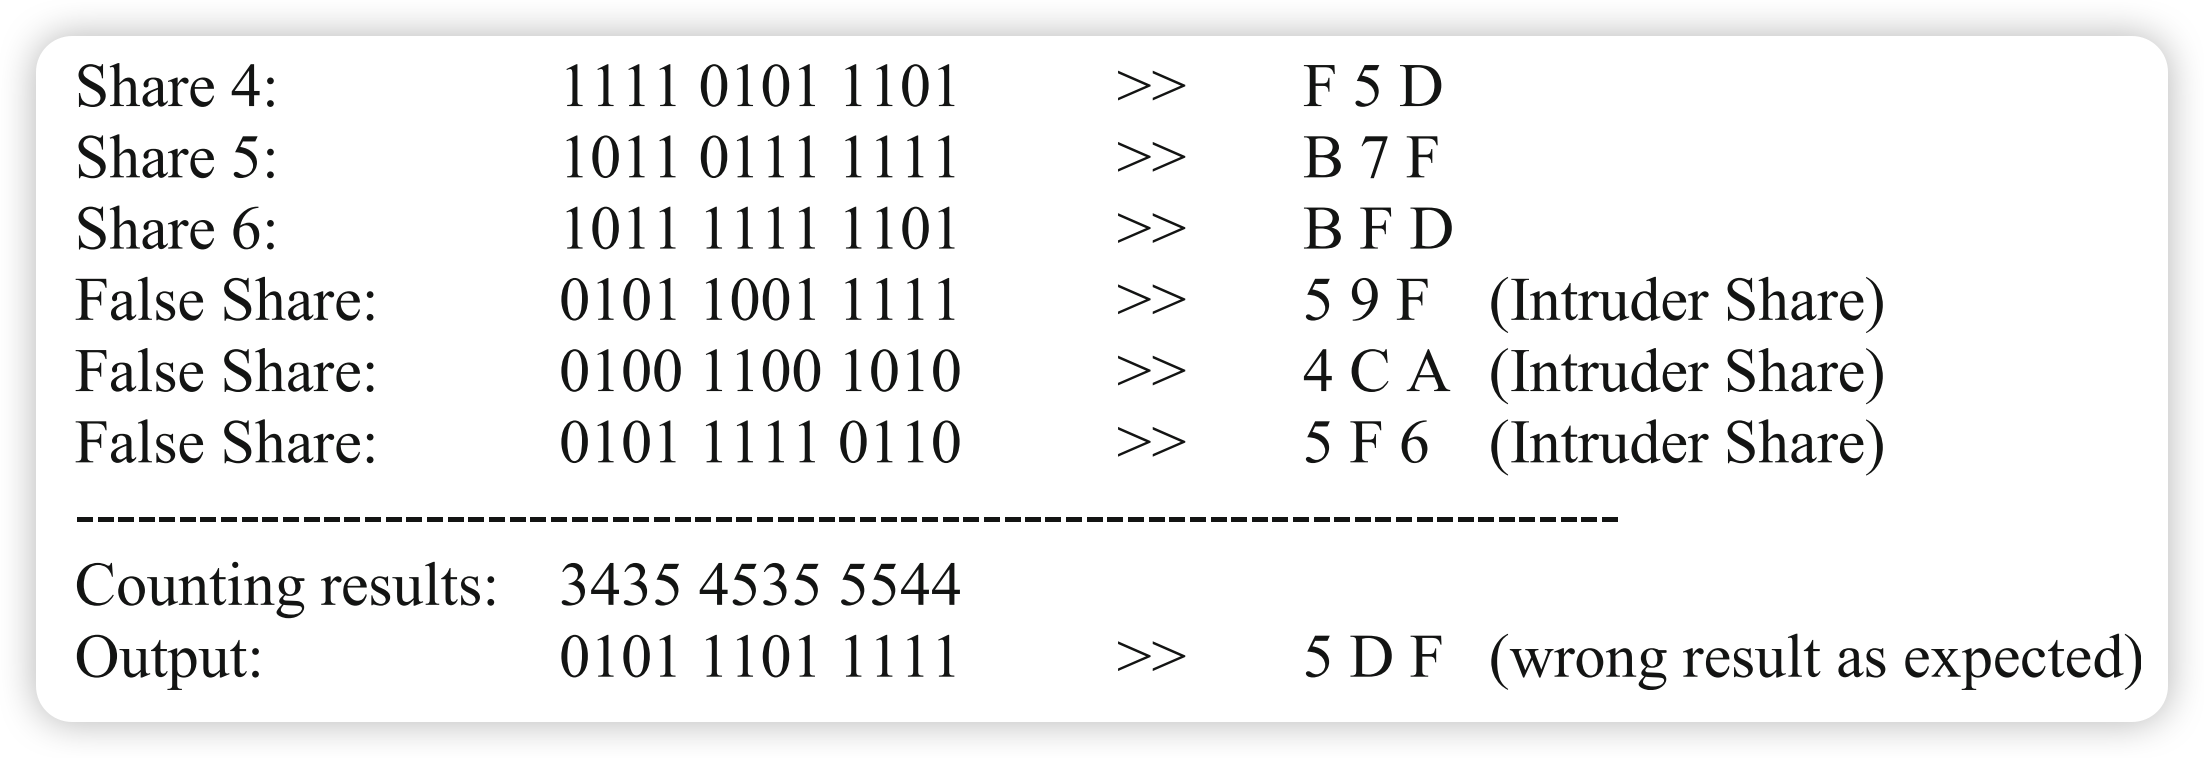 Share 4: 1111 0101 1101 >> F 5 D
Share 5: 1011 0111 1111 >> B 7 F
Share 6: 1011 1111 1101 >> B F D
False Share: 0101 1001 1111 >> 5 9 F (Intruder Share)
False Share: 0100 1100 1010 >> 4 C A (Intruder Share)
False Share: 0101 1111 0110 >> 5 F 6 (Intruder Share)
---------------------------------------------------------------------------
Counting results: 3435 4535 5544
Output: 0101 1101 1111 >> 5 D F (wrong result as expected)